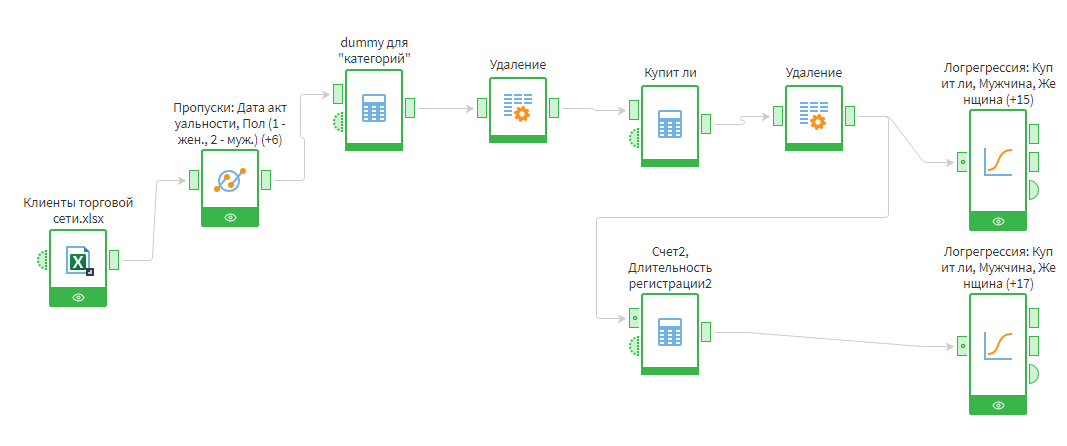 dummy для
"категорий"
Удаление
Купит ли
Удаление
Логрегрессия: Куп
ит ли, Мужчина, Же
нщина (+15)
Пропуски: Дата акт
уальности, Пол (1 -
жен., 2 - муж.) (+6)
Клиенты торговой
сети.xlsx
Счет2,
Длительность
регистрации2
Логрегрессия: Куп
ит ли, Мужчина, Же
нщина (+17)